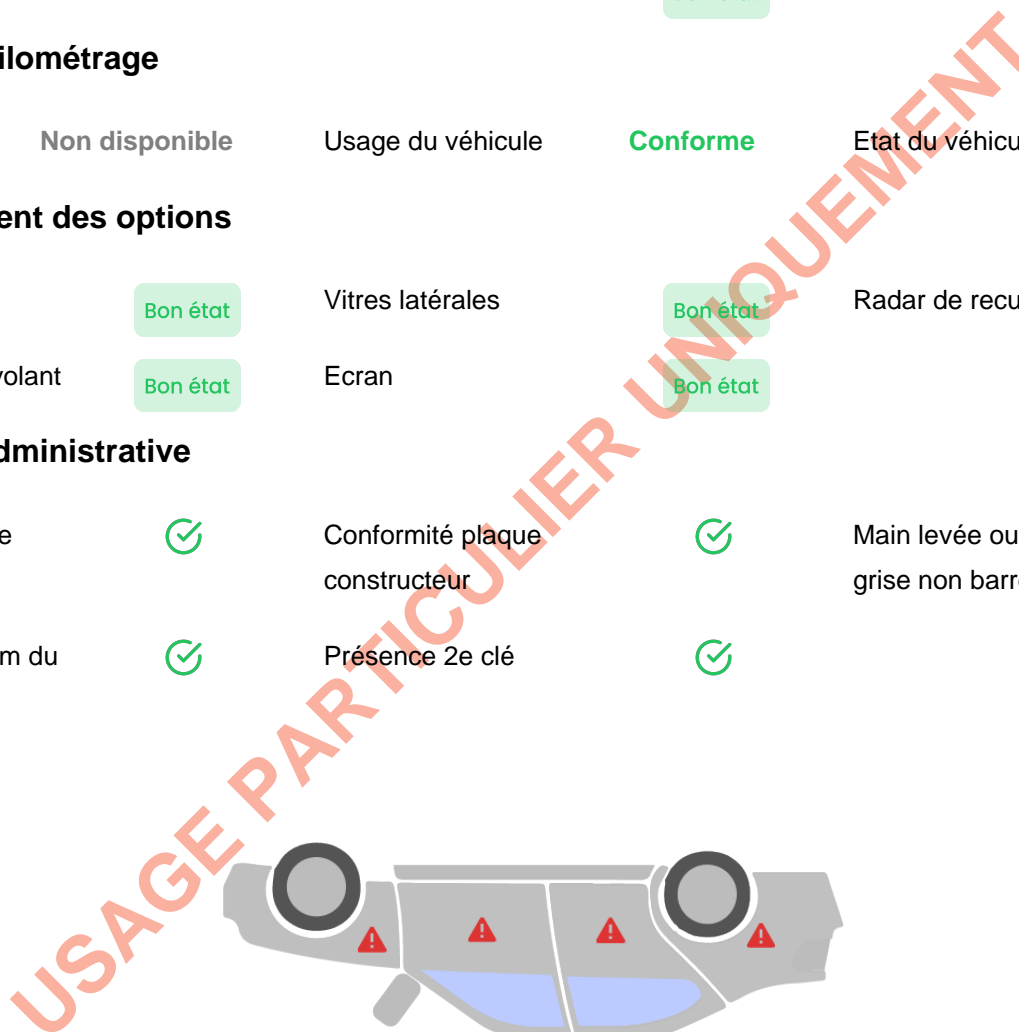 ilométrage
Non disponible Usage du véhicule Conforme Etat du véhicu
ent des options
Bon état Vitres latérales Bon état Radar de recu
volant Bon état Ecran Bon état
dministrative
e Conformité plaque Main levée ou
constructeur grise non barr
m du Présence 2e clé
USAGE PARTICULIER UNIQUEMENT